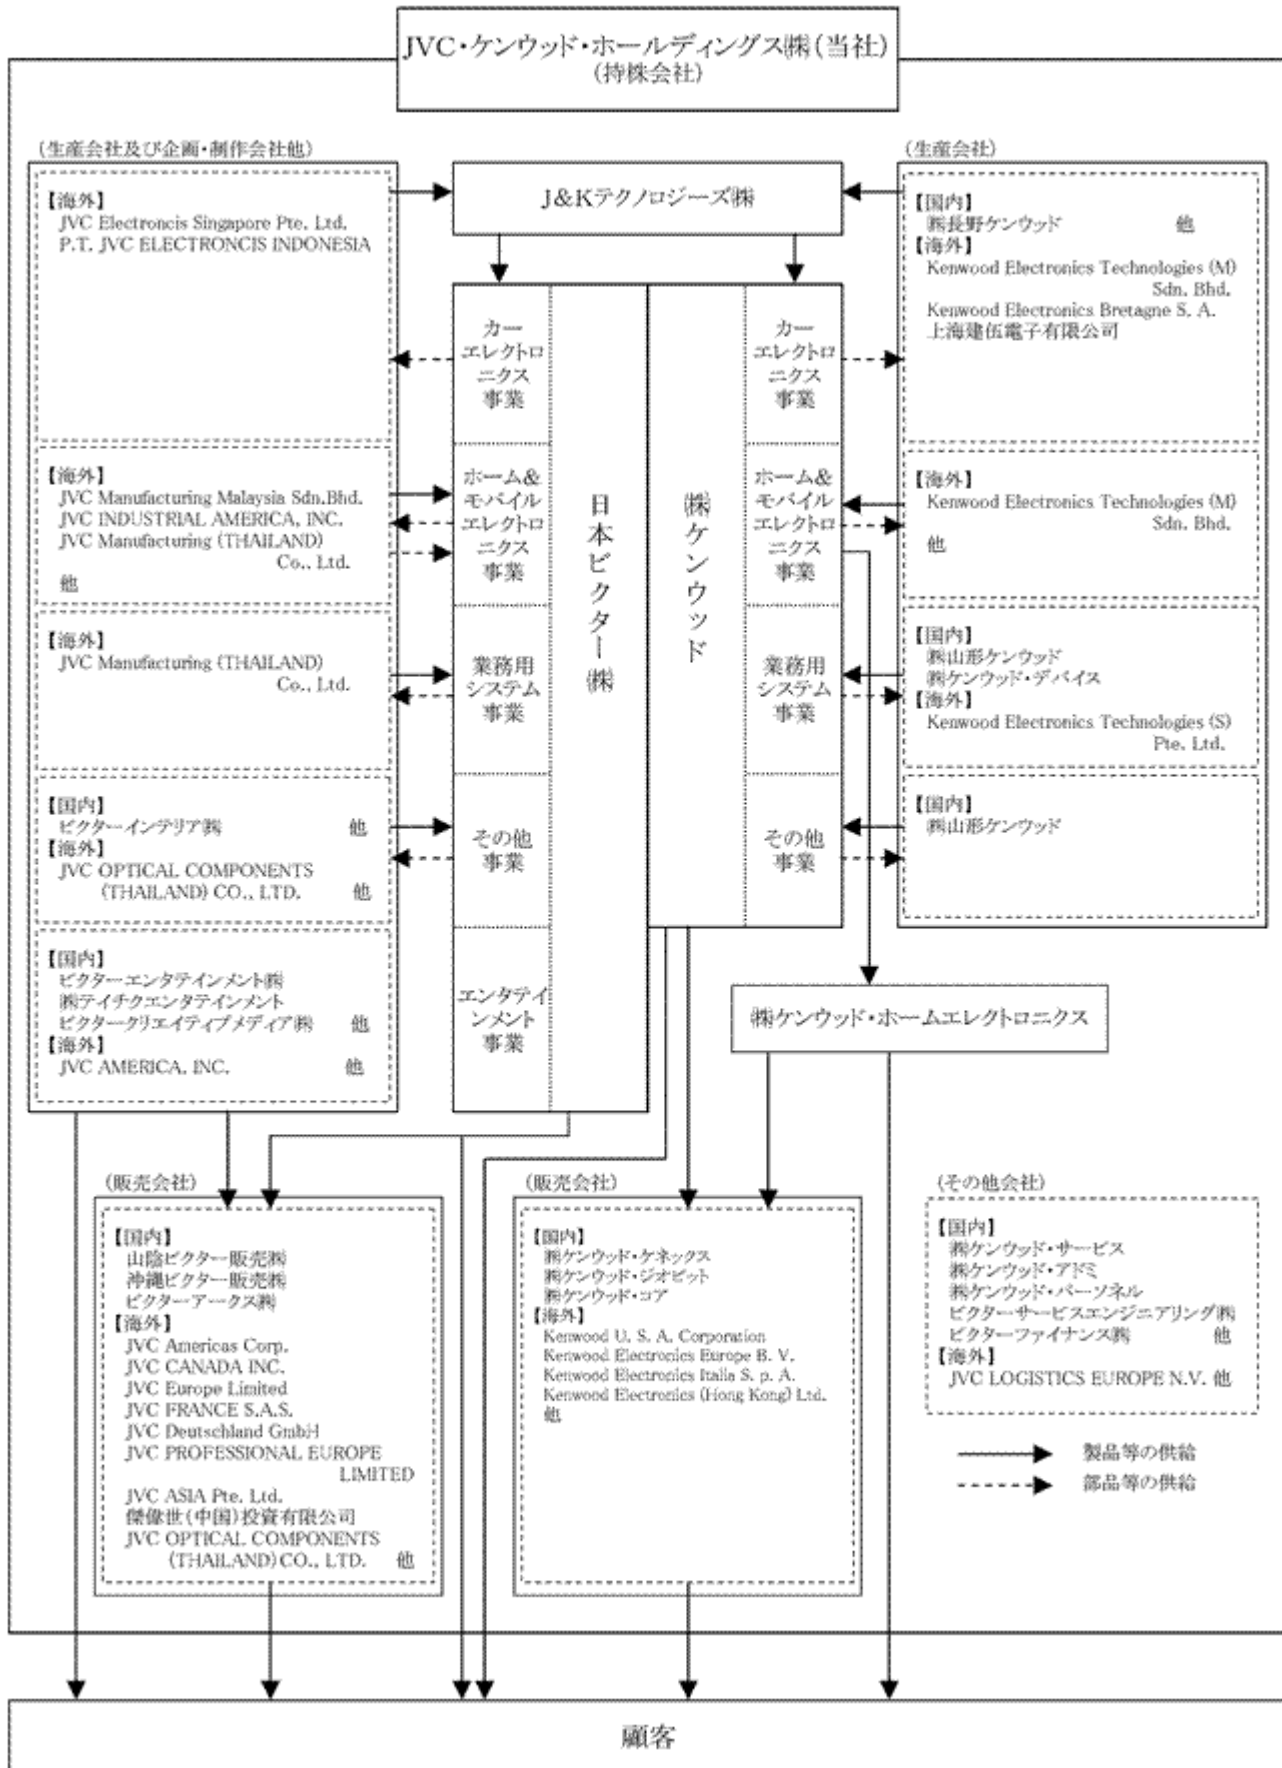 JVC・ケンウッド・ホールディングス㈱(当社)
(持株会社)
(生産会社及び企画・制作会社他)
【海外】
JVC Electroncis Singapore Pte. Ltd.
P.T. JVC ELECTRONCIS INDONESIA
【海外】
JVC Manufacturing Malaysia Sdn.Bhd.
JVC INDUSTRIAL AMERICA, INC.
JVC Manufacturing (THAILAND)
Co., Ltd.
他
【海外】
JVC Manufacturing (THAILAND)
Co., Ltd.
【国内】
ビクターインテリア㈱ 他
【海外】
JVC OPTICAL COMPONENTS
(THAILAND) CO., LTD. 他
【国内】
ビクターエンタテインメント㈱
㈱テイチクエンタテインメント
ビクタークリエイティブメディア㈱ 他
【海外】
JVC AMERICA, INC. 他
J&Kテクノロジーズ㈱
カー
エレクトロ
ニクス
事業
ホーム&
モバイル
エレクトロ
ニクス
事業
業務用
システム
事業
その他
事業
エンタテイ
ンメント
事業
日本ビクター㈱
㈱ケンウッド
カー
エレクトロ
ニクス
事業
ホーム&
モバイル
エレクトロ
ニクス
事業
業務用
システム
事業
その他
事業
(生産会社)
【国内】
㈱長野ケンウッド 他
【海外】
Kenwood Electronics Technologies (M)
Sdn. Bhd.
Kenwood Electronics Bretagne S. A.
上海建伍電子有限公司
【海外】
Kenwood Electronics Technologies (M)
Sdn. Bhd.
他
【国内】
㈱山形ケンウッド
㈱ケンウッド・デバイス
【海外】
Kenwood Electronics Technologies (S)
Pte. Ltd.
【国内】
㈱山形ケンウッド
㈱ケンウッド・ホームエレクトロニクス
(販売会社)
【国内】
山陰ビクター販売㈱
沖縄ビクター販売㈱
ビクターアークス㈱
【海外】
JVC Americas Corp.
JVC CANADA INC.
JVC Europe Limited
JVC FRANCE S.A.S.
JVC Deutschland GmbH
JVC PROFESSIONAL EUROPE
LIMITED
JVC ASIA Pte. Ltd.
傑偉世(中国)投資有限公司
JVC OPTICAL COMPONENTS
(THAILAND) CO., LTD. 他
(販売会社)
【国内】
㈱ケンウッド・ケネックス
㈱ケンウッド・ジオビット
㈱ケンウッド・コア
【海外】
Kenwood U. S. A. Corporation
Kenwood Electronics Europe B. V.
Kenwood Electronics Italia S. p. A.
Kenwood Electronics (Hong Kong) Ltd.
他
(その他会社)
【国内】
㈱ケンウッド・サービス
㈱ケンウッド・アドミ
㈱ケンウッド・パーソネル
ビクターサービスエンジニアリング㈱
ビクターファイナンス㈱ 他
【海外】
JVC LOGISTICS EUROPE N.V. 他
製品等の供給
部品等の供給
顧客